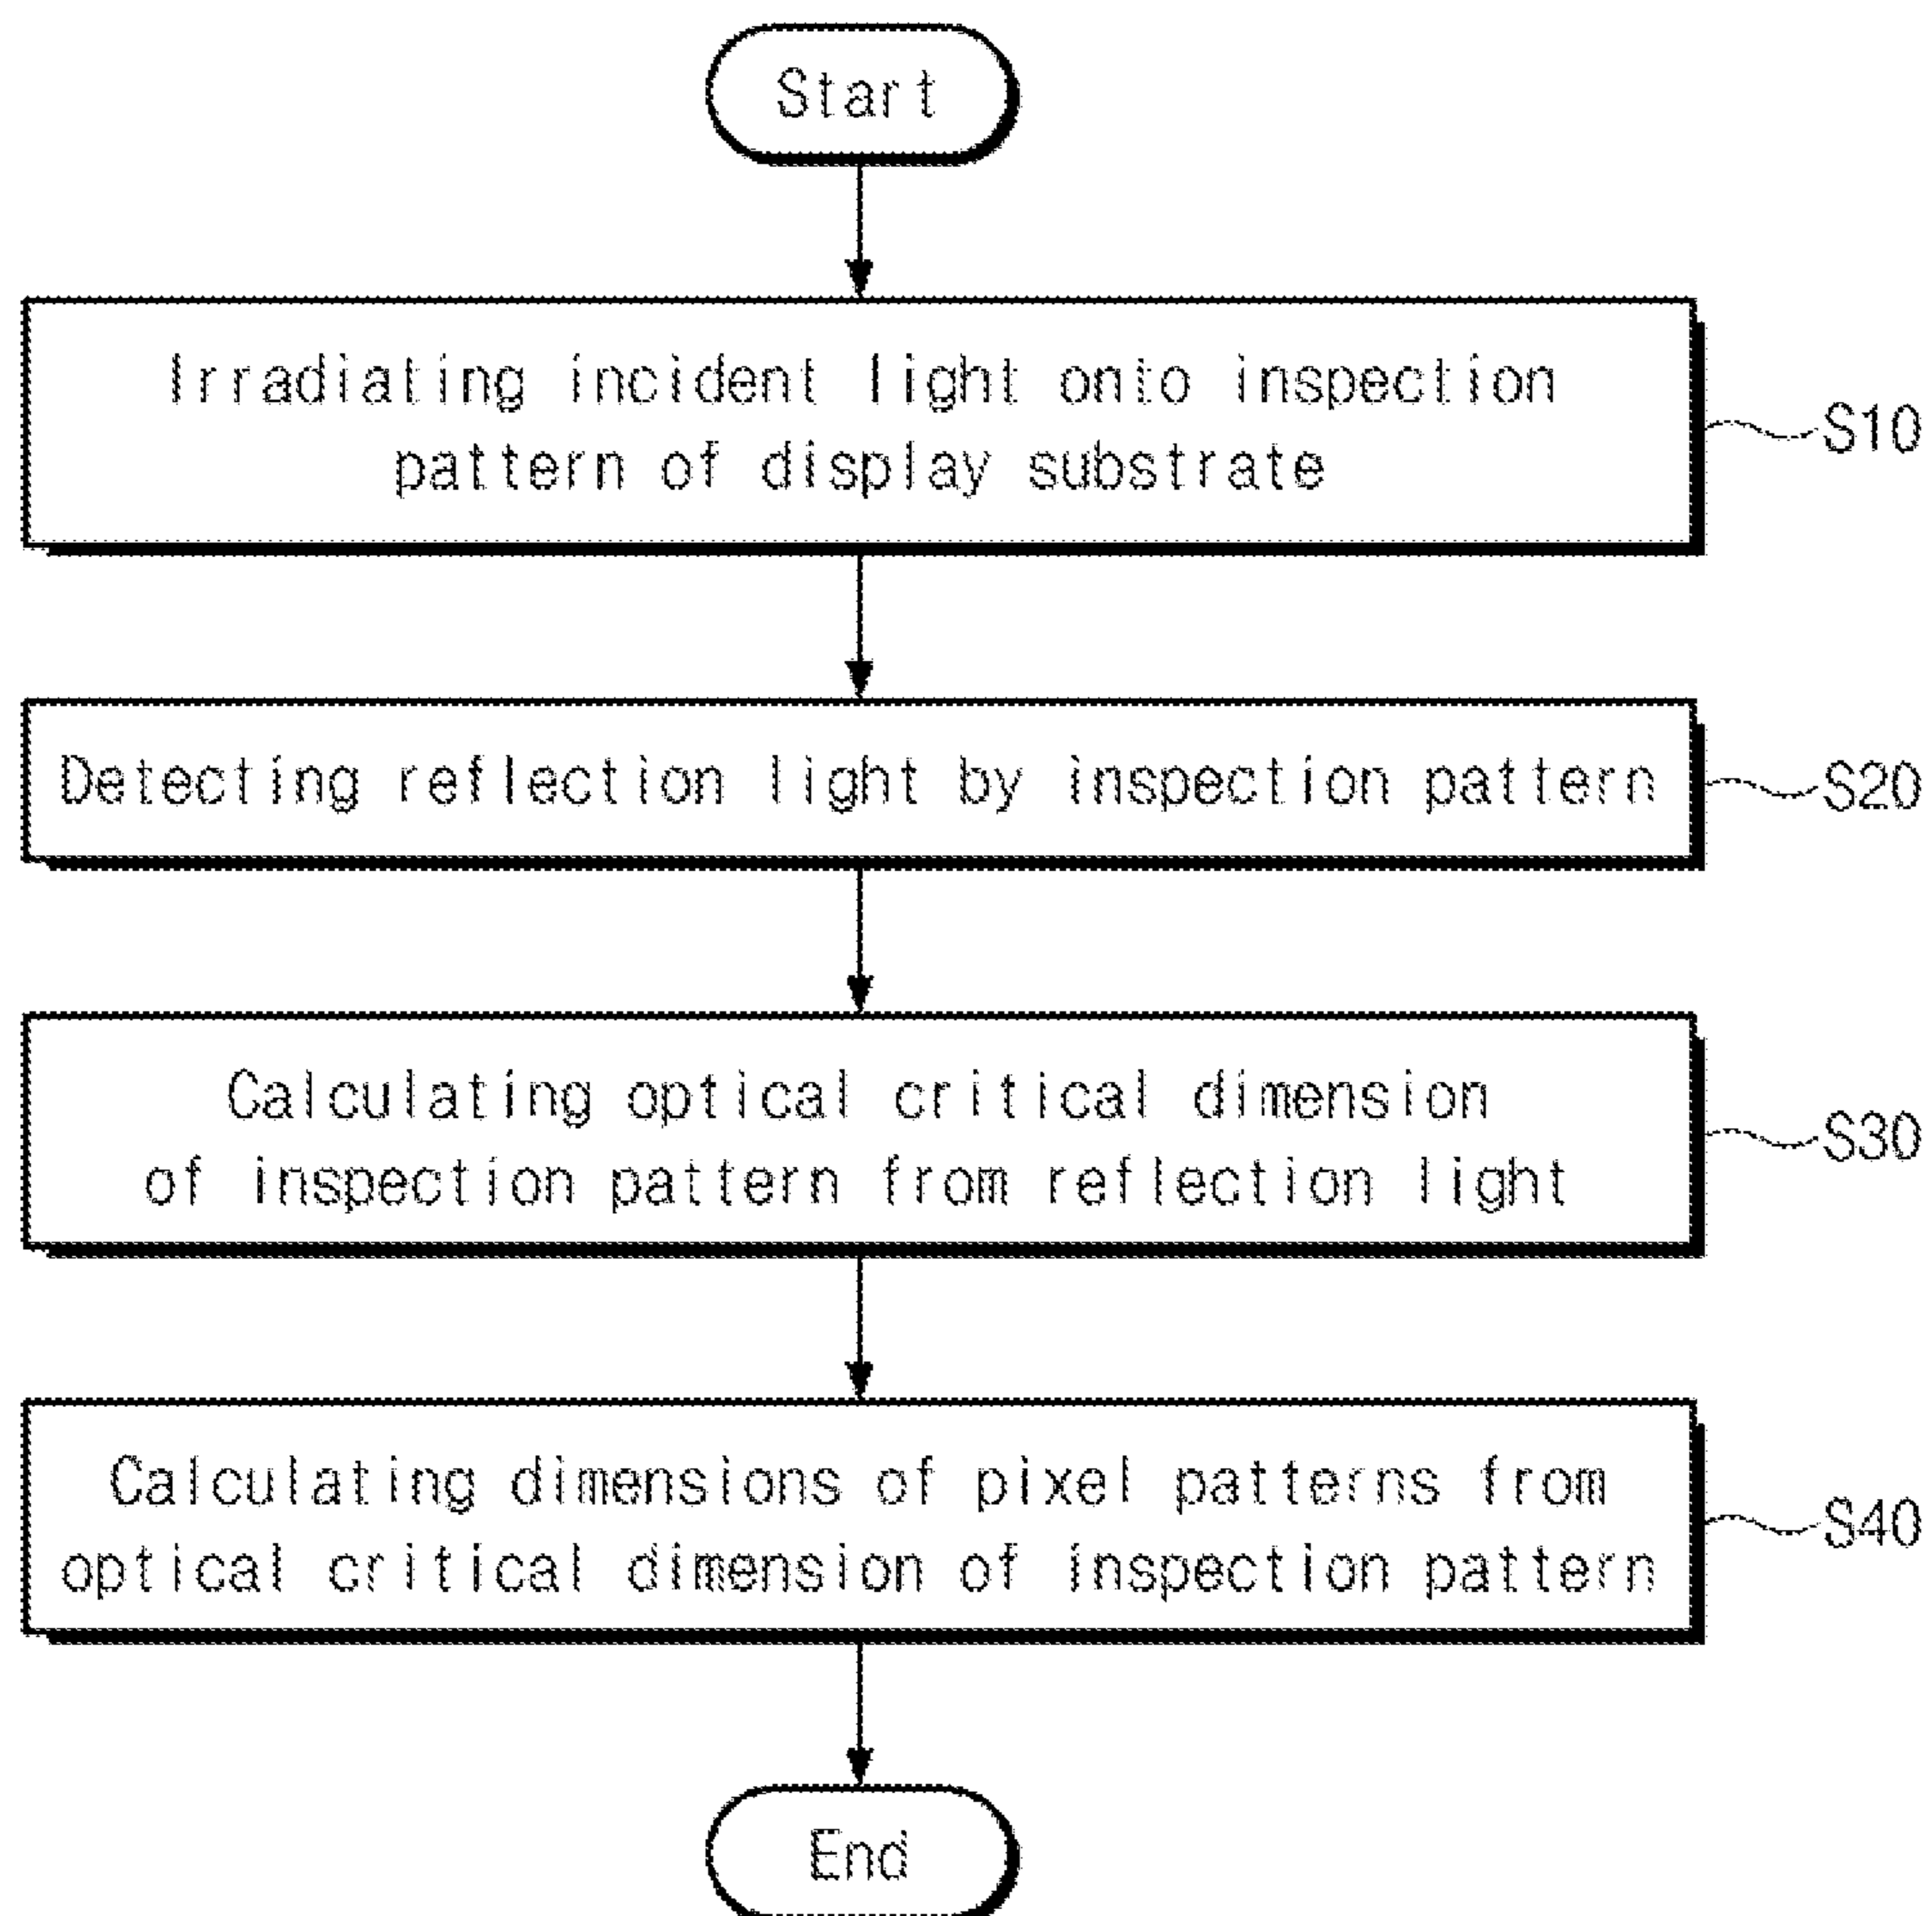 Start
Irradiating incident light onto inspection
pattern of display substrate
S10
Detecting reflection light by inspection pattern
S20
Calculating optical critical dimension
of inspection pattern from reflection light
S30
Calculating dimensions of pixel patterns from
optical critical dimension of inspection pattern
S40
End